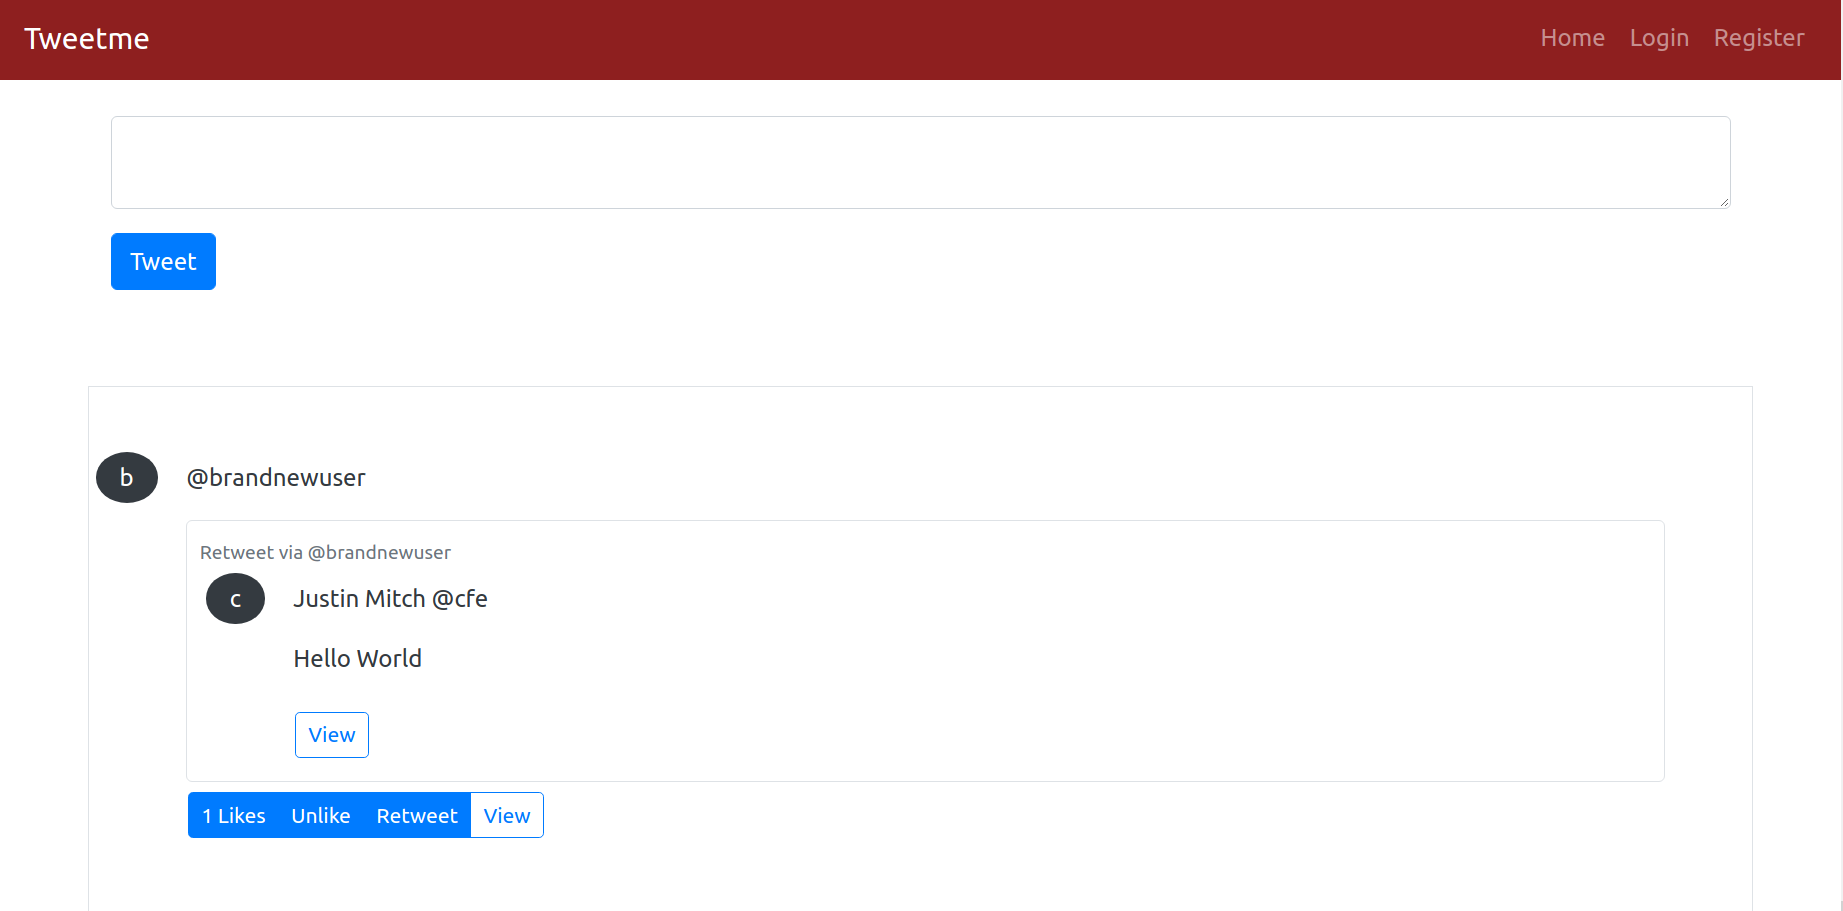 Tweetme Home Login Register
Tweet
b @brandnewuser
Retweet via @brandnewuser
c Justin Mitch @cfe
Hello World
View
1 Likes Unlike Retweet View